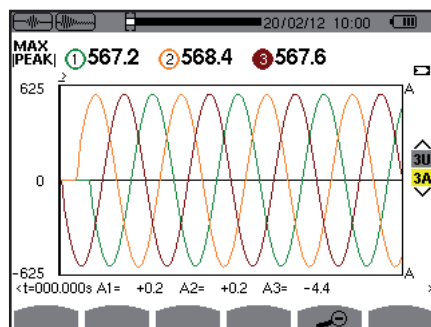 20/02/12 10:00
MAX
|PEAK| 1 567.2 2 568.4 3 567.6
625 A
3U
0
3A
-625 A
<t=000.000s A1= +0.2 A2= +0.2 A3= -4.4 >